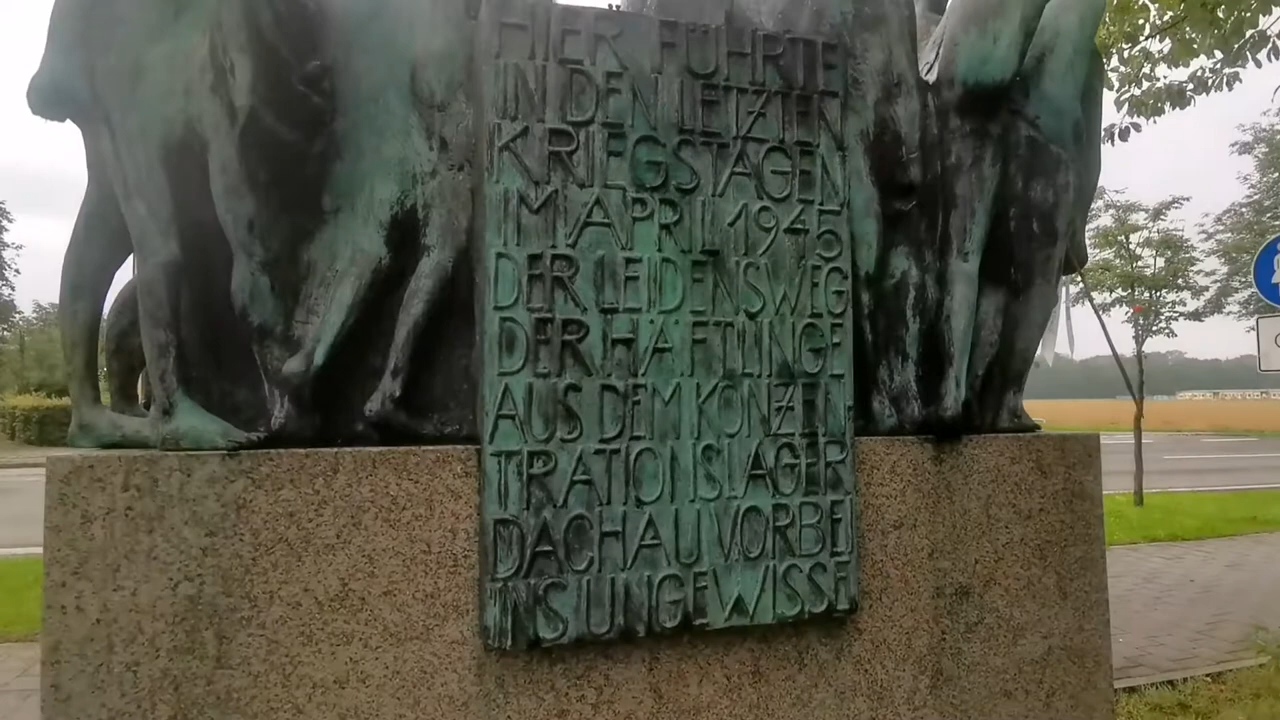 HIER FÜHRTE
IN DEN LETZTEN
KRIEGSTAGEN
IM APRIL 1945
DER LEIDENSWEG
DER HÄFTLINGE
AUS DEM KONZEN
TRATIONSLAGER
DACHAU VORBEI
INS UNGEWISSE